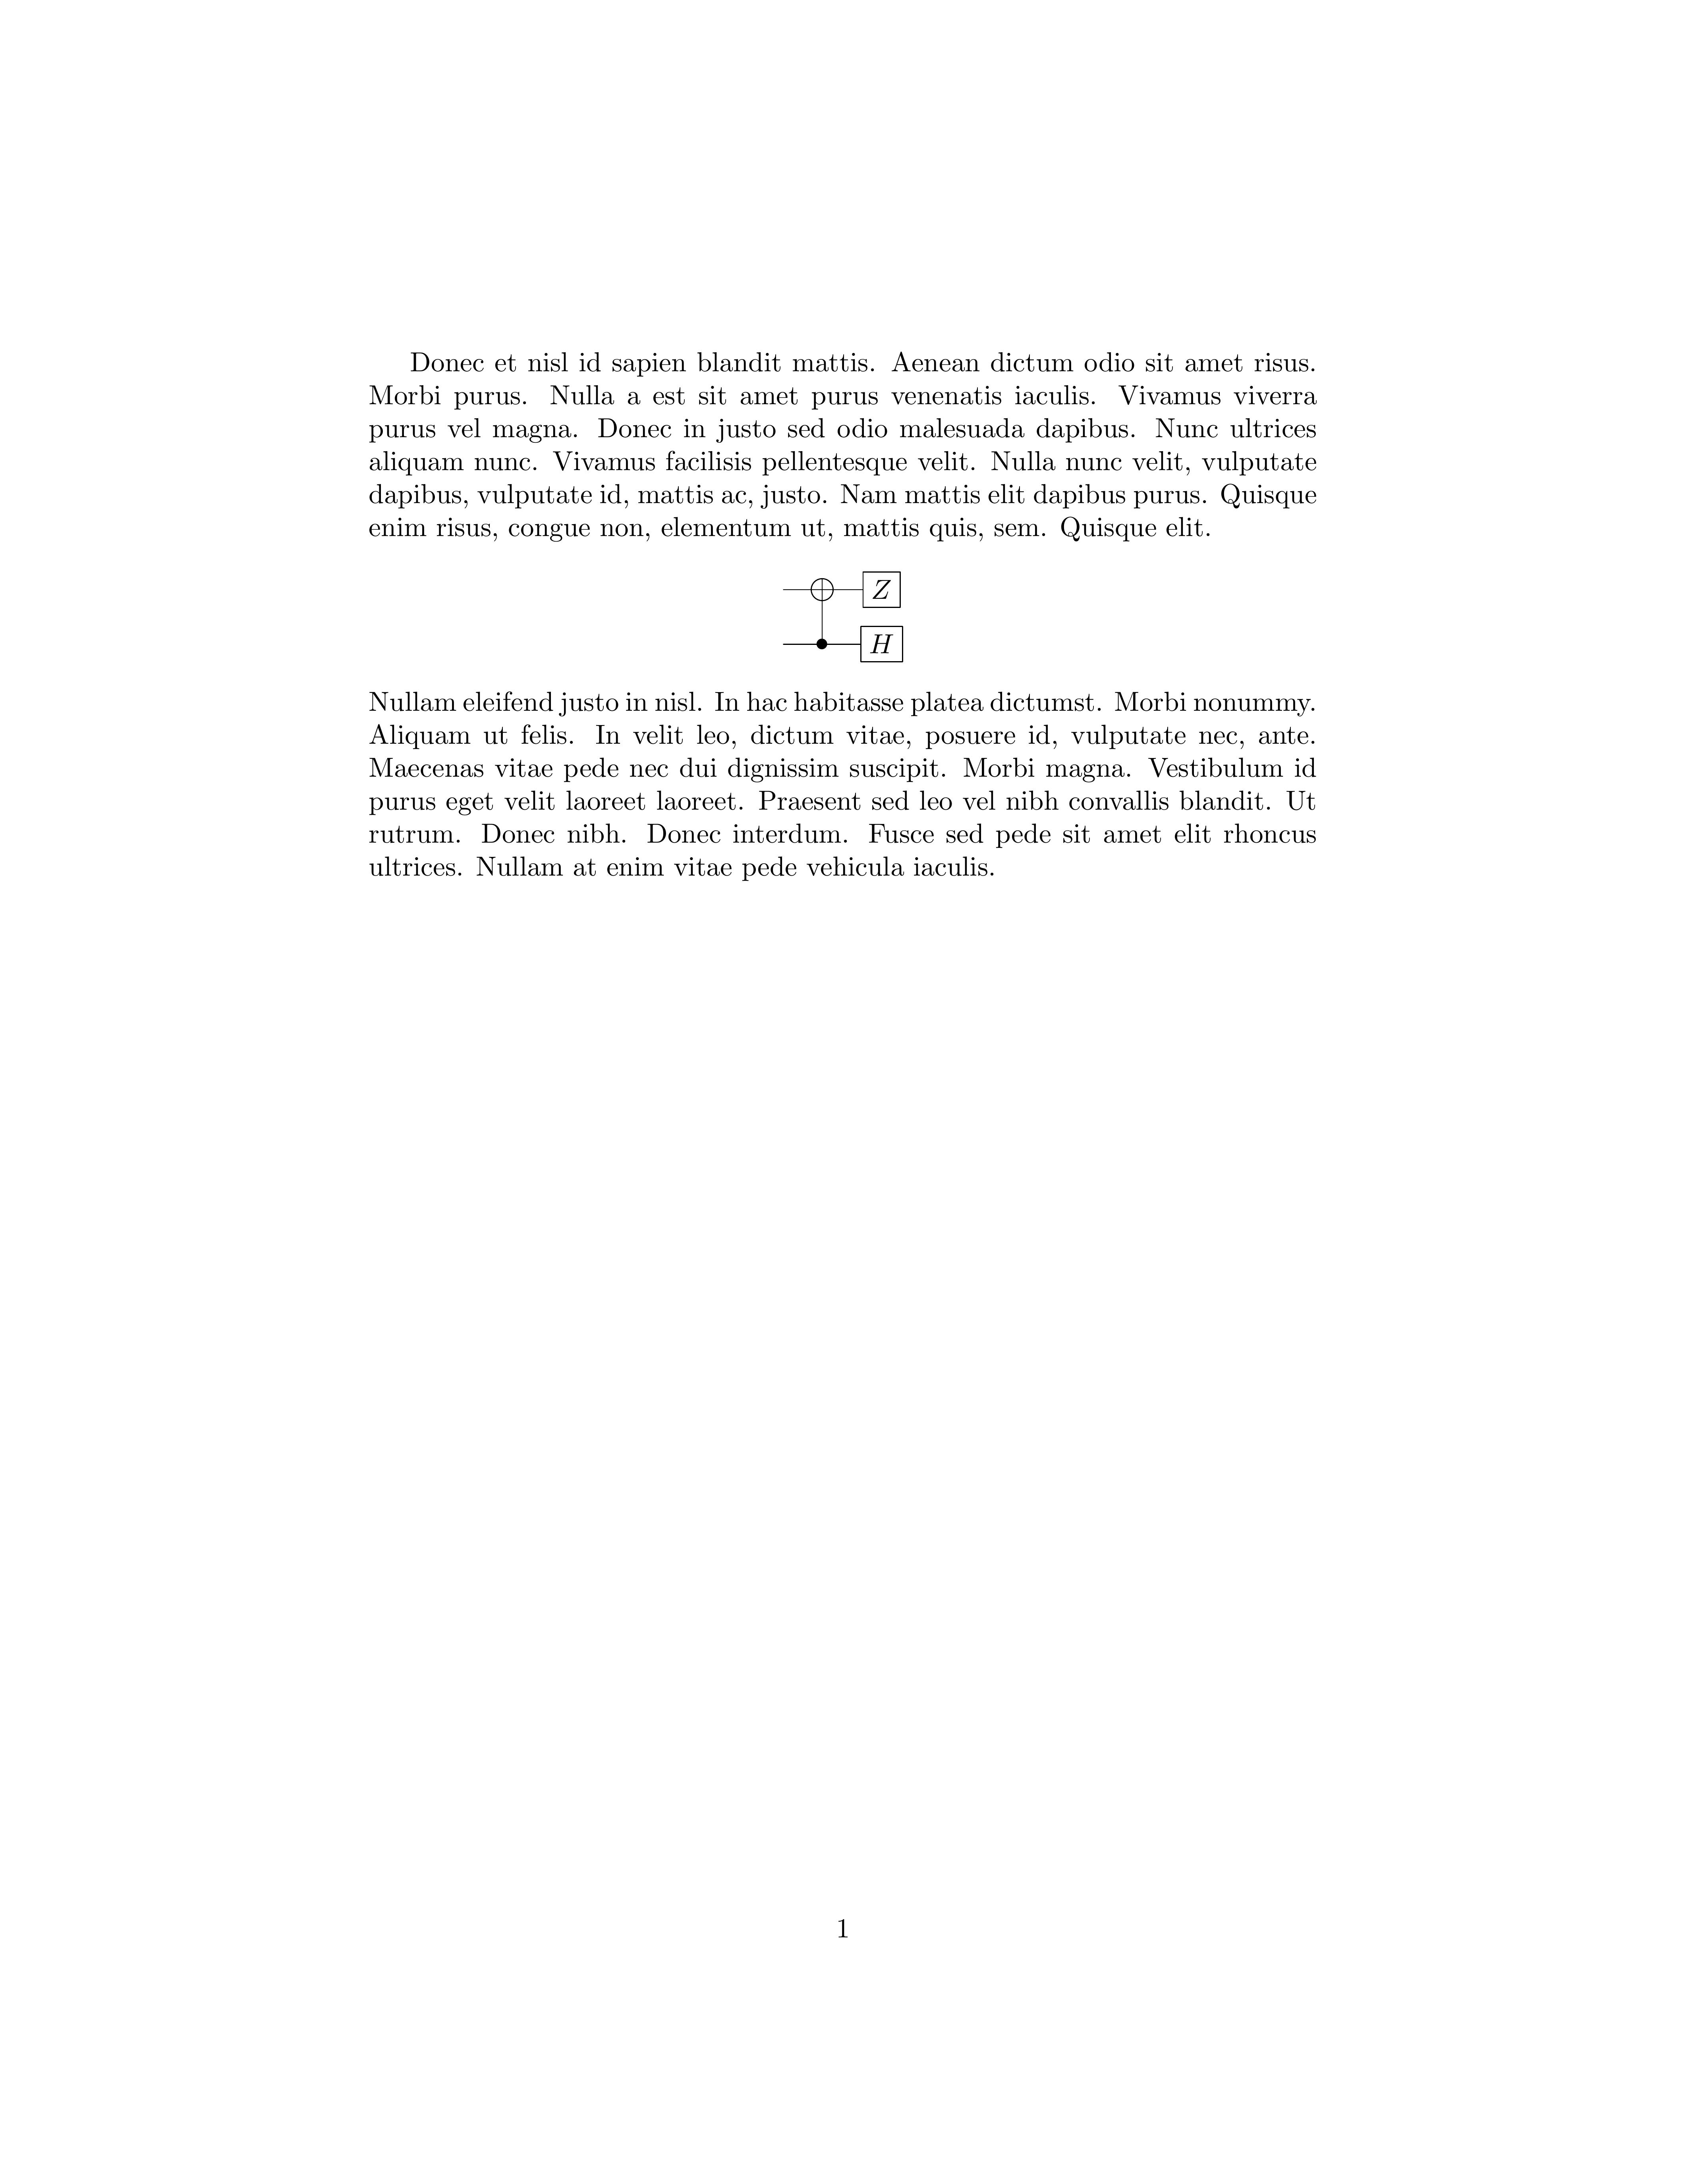 Donec et nisl id sapien blandit mattis. Aenean dictum odio sit amet risus.
Morbi purus. Nulla a est sit amet purus venenatis iaculis. Vivamus viverra
purus vel magna. Donec in justo sed odio malesuada dapibus. Nunc ultrices
aliquam nunc. Vivamus facilisis pellentesque velit. Nulla nunc velit, vulputate
dapibus, vulputate id, mattis ac, justo. Nam mattis elit dapibus purus. Quisque
enim risus, congue non, elementum ut, mattis quis, sem. Quisque elit.
Z
H
Nullam eleifend justo in nisl. In hac habitasse platea dictumst. Morbi nonummy.
Aliquam ut felis. In velit leo, dictum vitae, posuere id, vulputate nec, ante.
Maecenas vitae pede nec dui dignissim suscipit. Morbi magna. Vestibulum id
purus eget velit laoreet laoreet. Praesent sed leo vel nibh convallis blandit. Ut
rutrum. Donec nibh. Donec interdum. Fusce sed pede sit amet elit rhoncus
ultrices. Nullam at enim vitae pede vehicula iaculis.
1